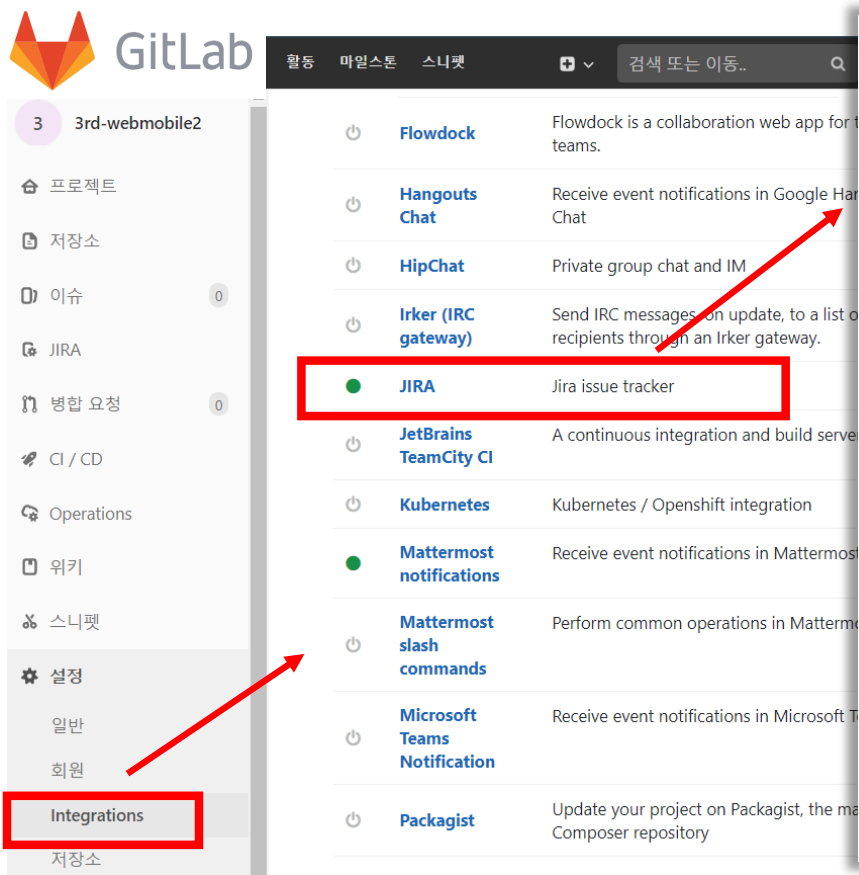 GitLab
3 3rd-webmobile2
프로젝트
저장소
이슈 0
JIRA
병합 요청 0
CI / CD
Operations
위키
스니펫
설정
일반
회원
Integrations
저장소
활동 마일스톤 스니펫 검색 또는 이동..
Flowdock Flowdock is a collaboration web app for
teams.
Hangouts Receive event notifications in Google
Chat Chat
HipChat Private group chat and IM
Irker (IRC Send IRC messages, on update, to a list
gateway) recipients through an Irker gateway.
JIRA Jira issue tracker
JetBrains A continuous integration and build
TeamCity CI
Kubernetes Kubernetes / Openshift integration
Mattermost Receive event notifications in Mattermost
notifications
Mattermost Perform common operations in
slash
commands
Microsoft Receive event notifications in Microsoft
Teams
Notification
Packagist Update your project on Packagist, the
Composer repository